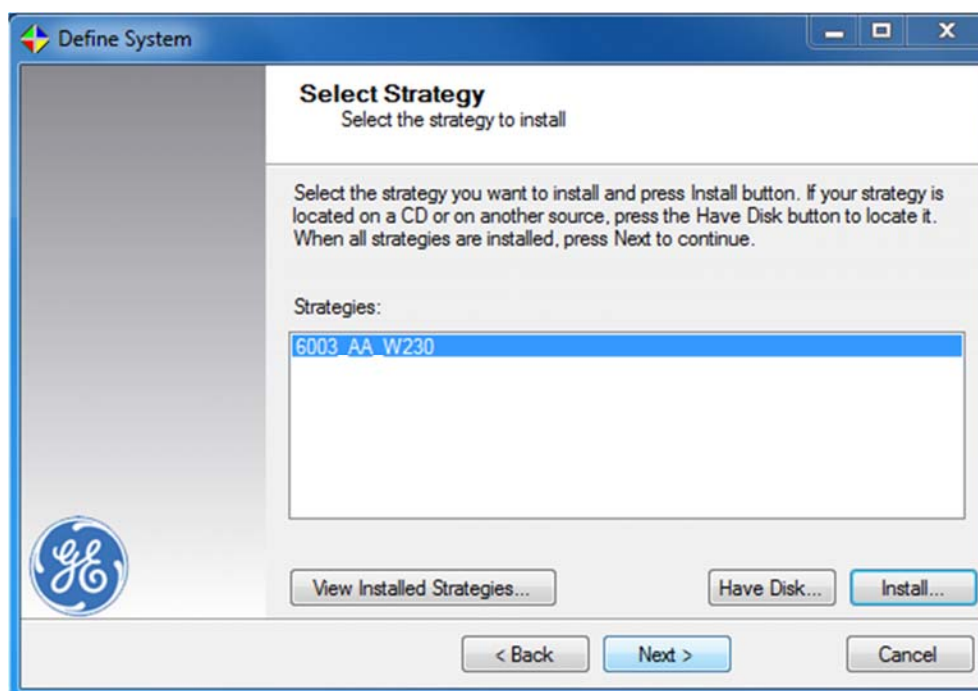 Define System
Select Strategy
Select the strategy to install
Select the strategy you want to install and press Install button. If your strategy is
located on a CD or on another source, press the Have Disk button to locate it.
When all strategies are installed, press Next to continue.
Strategies:
6003_AA_W230
View Installed Strategies...
Have Disk...
Install...
GE
< Back
Next >
Cancel